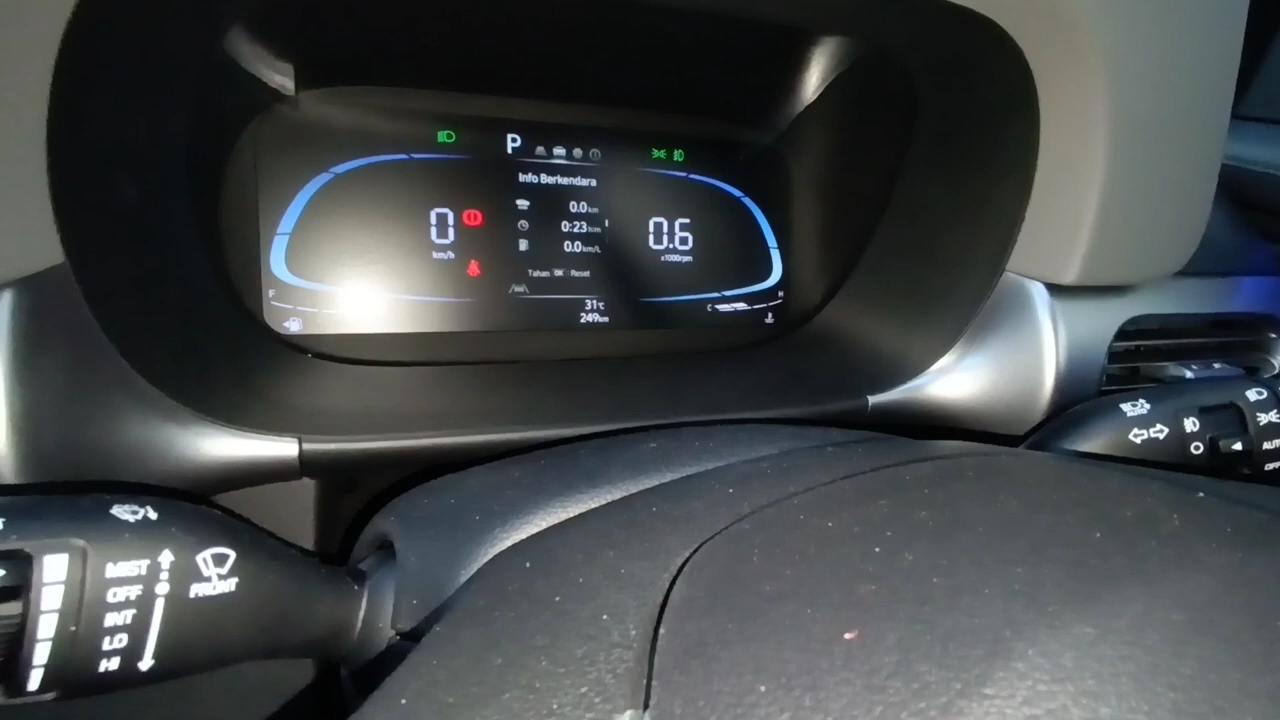 P
Info Berkendara
0.0 km
0:23 h:m
0.0 km/L
0
km/h
0.6
x1000rpm
Tahan OK : Reset
F
C
H
31°C
249km
AUTO
AUTO
OFF
MIST
OFF
INT
LO
HI
FRONT